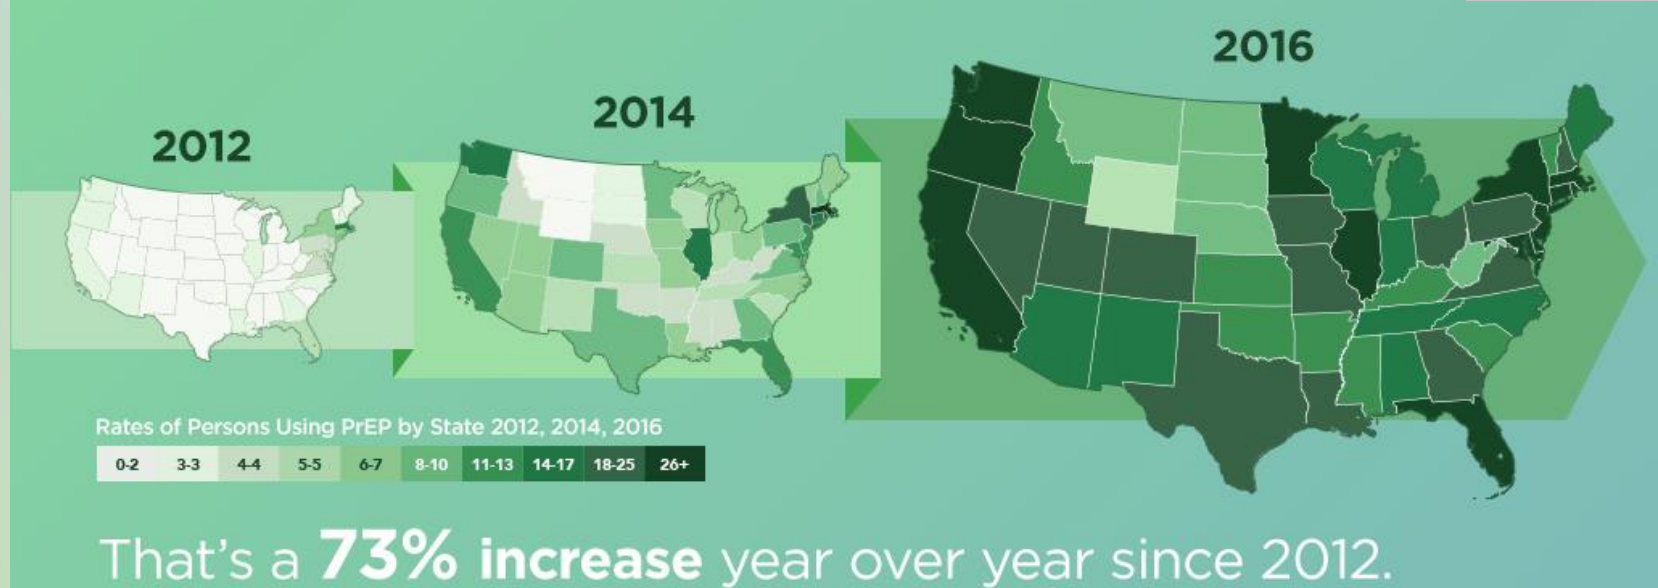 2012
2014
2016
Rates of Persons Using PrEP by State 2012, 2014, 2016
0-2 3-3 4-4 5-5 6-7 8-10 11-13 14-17 18-25 26+
That's a 73% increase year over year since 2012.